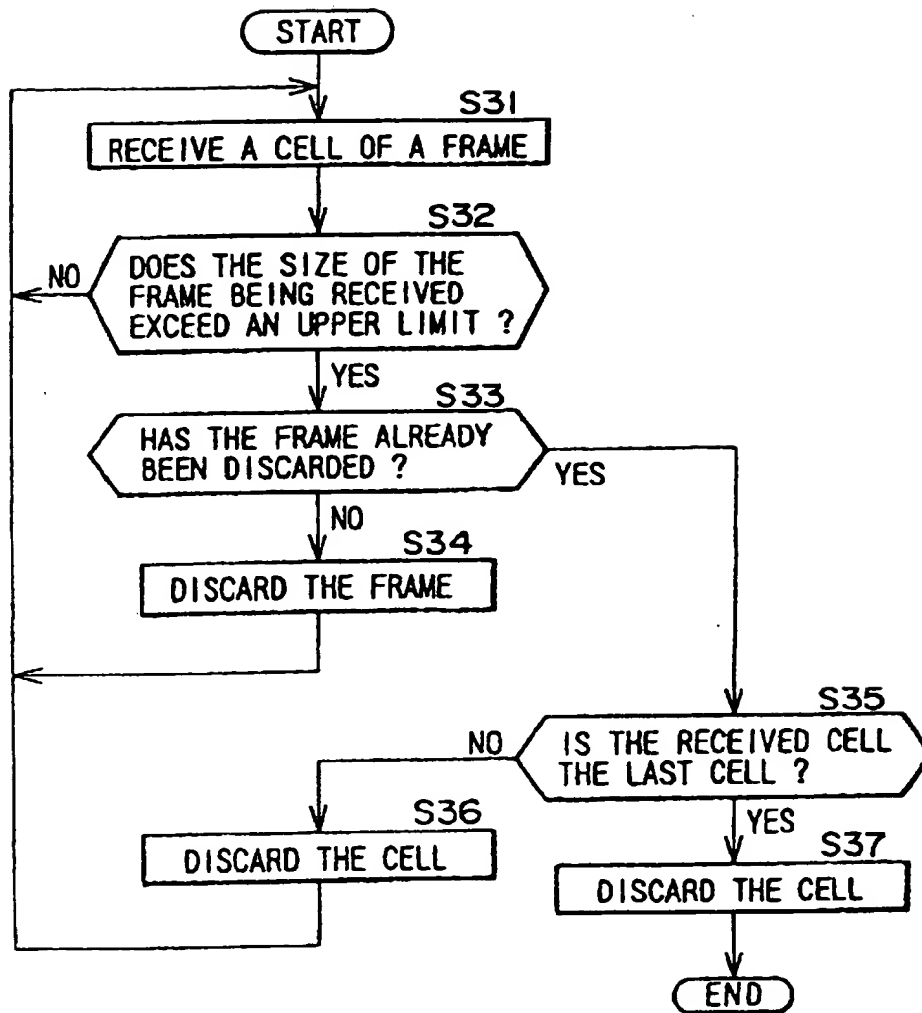 START
S31
RECEIVE A CELL OF A FRAME
S32
DOES THE SIZE OF THE
FRAME BEING RECEIVED
EXCEED AN UPPER LIMIT ?
NO
YES
S33
HAS THE FRAME ALREADY
BEEN DISCARDED ?
YES
NO
S34
DISCARD THE FRAME
S35
IS THE RECEIVED CELL
THE LAST CELL ?
NO
YES
S36
DISCARD THE CELL
S37
DISCARD THE CELL
END